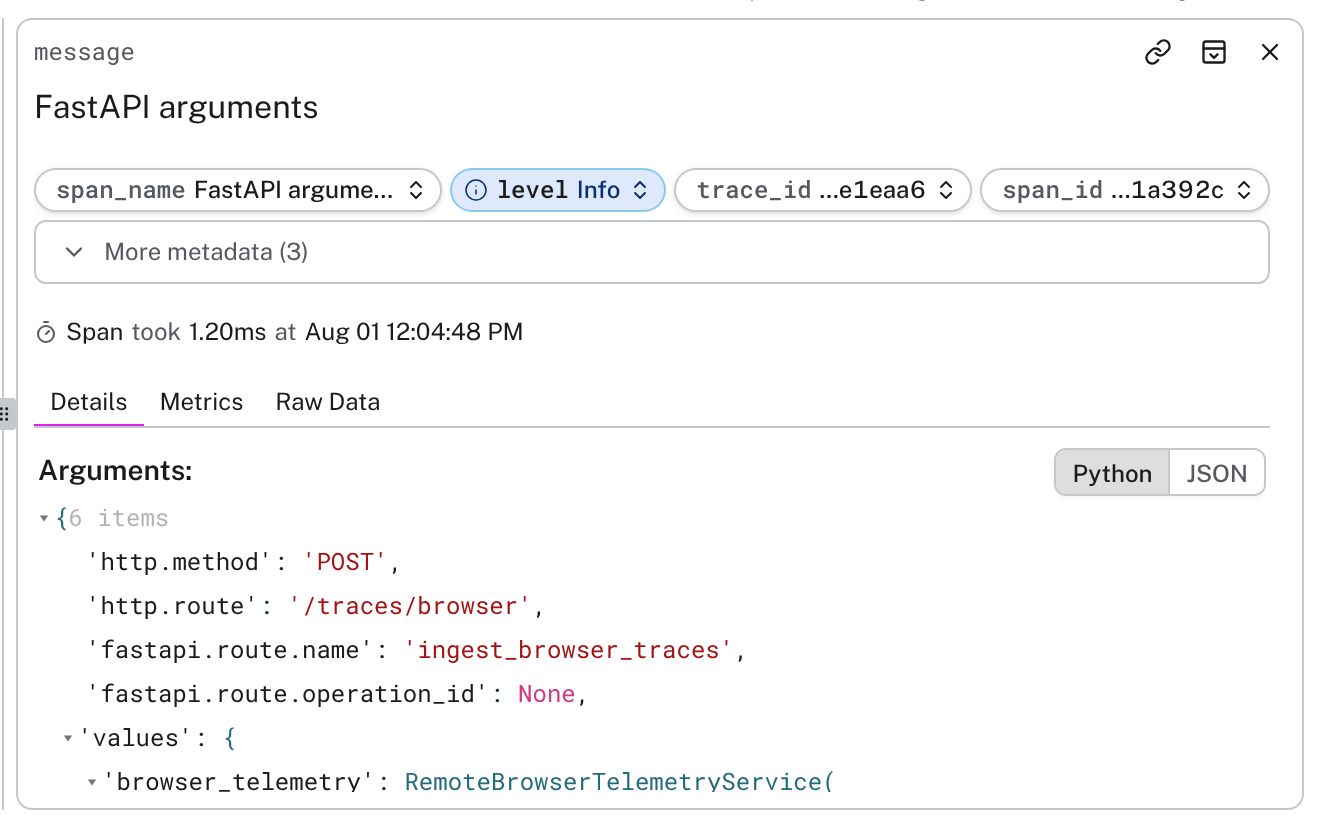 message
FastAPI arguments
span_name FastAPI argume... level Info trace_id …e1eaa6 span_id …1a392c
More metadata (3)
Span took 1.20ms at Aug 01 12:04:48 PM
Details Metrics Raw Data
Arguments: Python JSON
{6 items
'http.method': 'POST',
'http.route': '/traces/browser',
'fastapi.route.name': 'ingest_browser_traces',
'fastapi.route.operation_id': None,
'values': {
'browser_telemetry': RemoteBrowserTelemetryService(